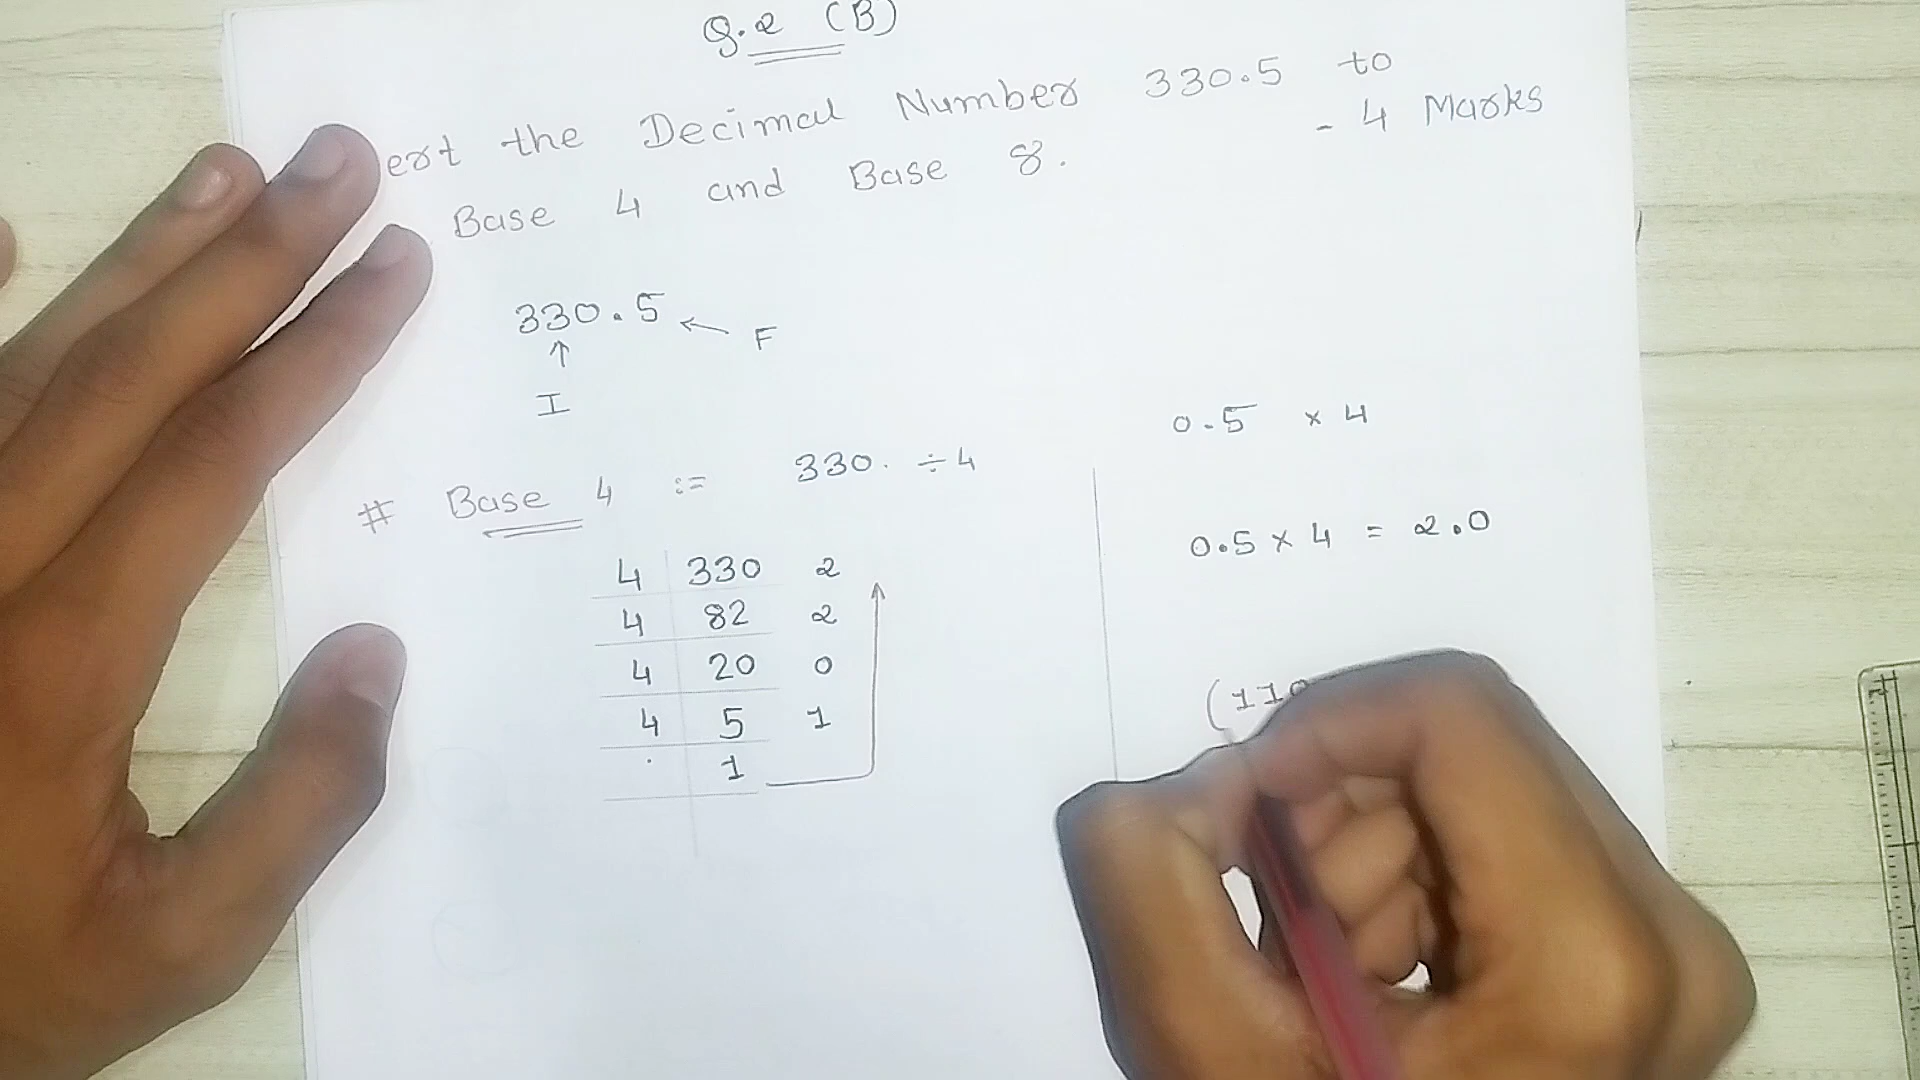 Q.2 (B)
ert the Decimal Number 330.5 to
Base 4 and Base 8. - 4 Marks
330.5 ← F
↑
I
0.5 × 4
# Base 4 := 330. ÷4
0.5 × 4 = 2.0
4 330 2
4 82 2
4 20 0
4 5 1
1
(110